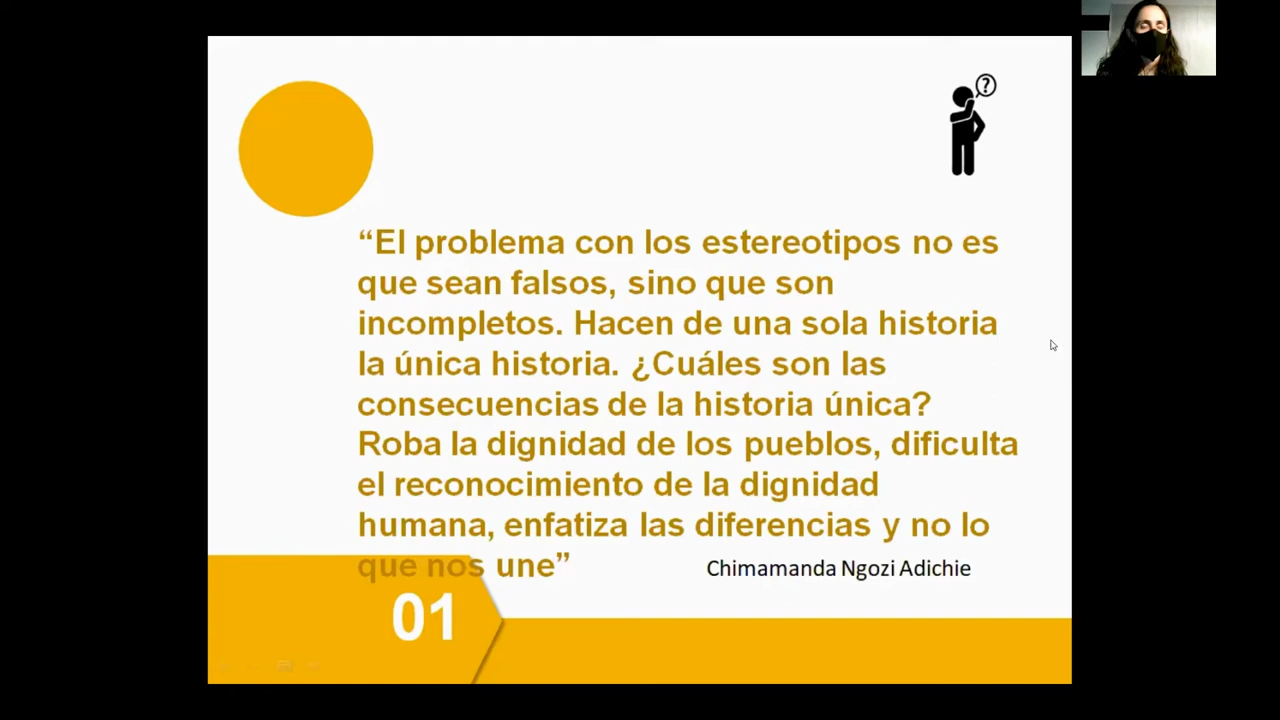 ?
“El problema con los estereotipos no es
que sean falsos, sino que son
incompletos. Hacen de una sola historia
la única historia. ¿Cuáles son las
consecuencias de la historia única?
Roba la dignidad de los pueblos, dificulta
el reconocimiento de la dignidad
humana, enfatiza las diferencias y no lo
que nos une”
Chimamanda Ngozi Adichie
01